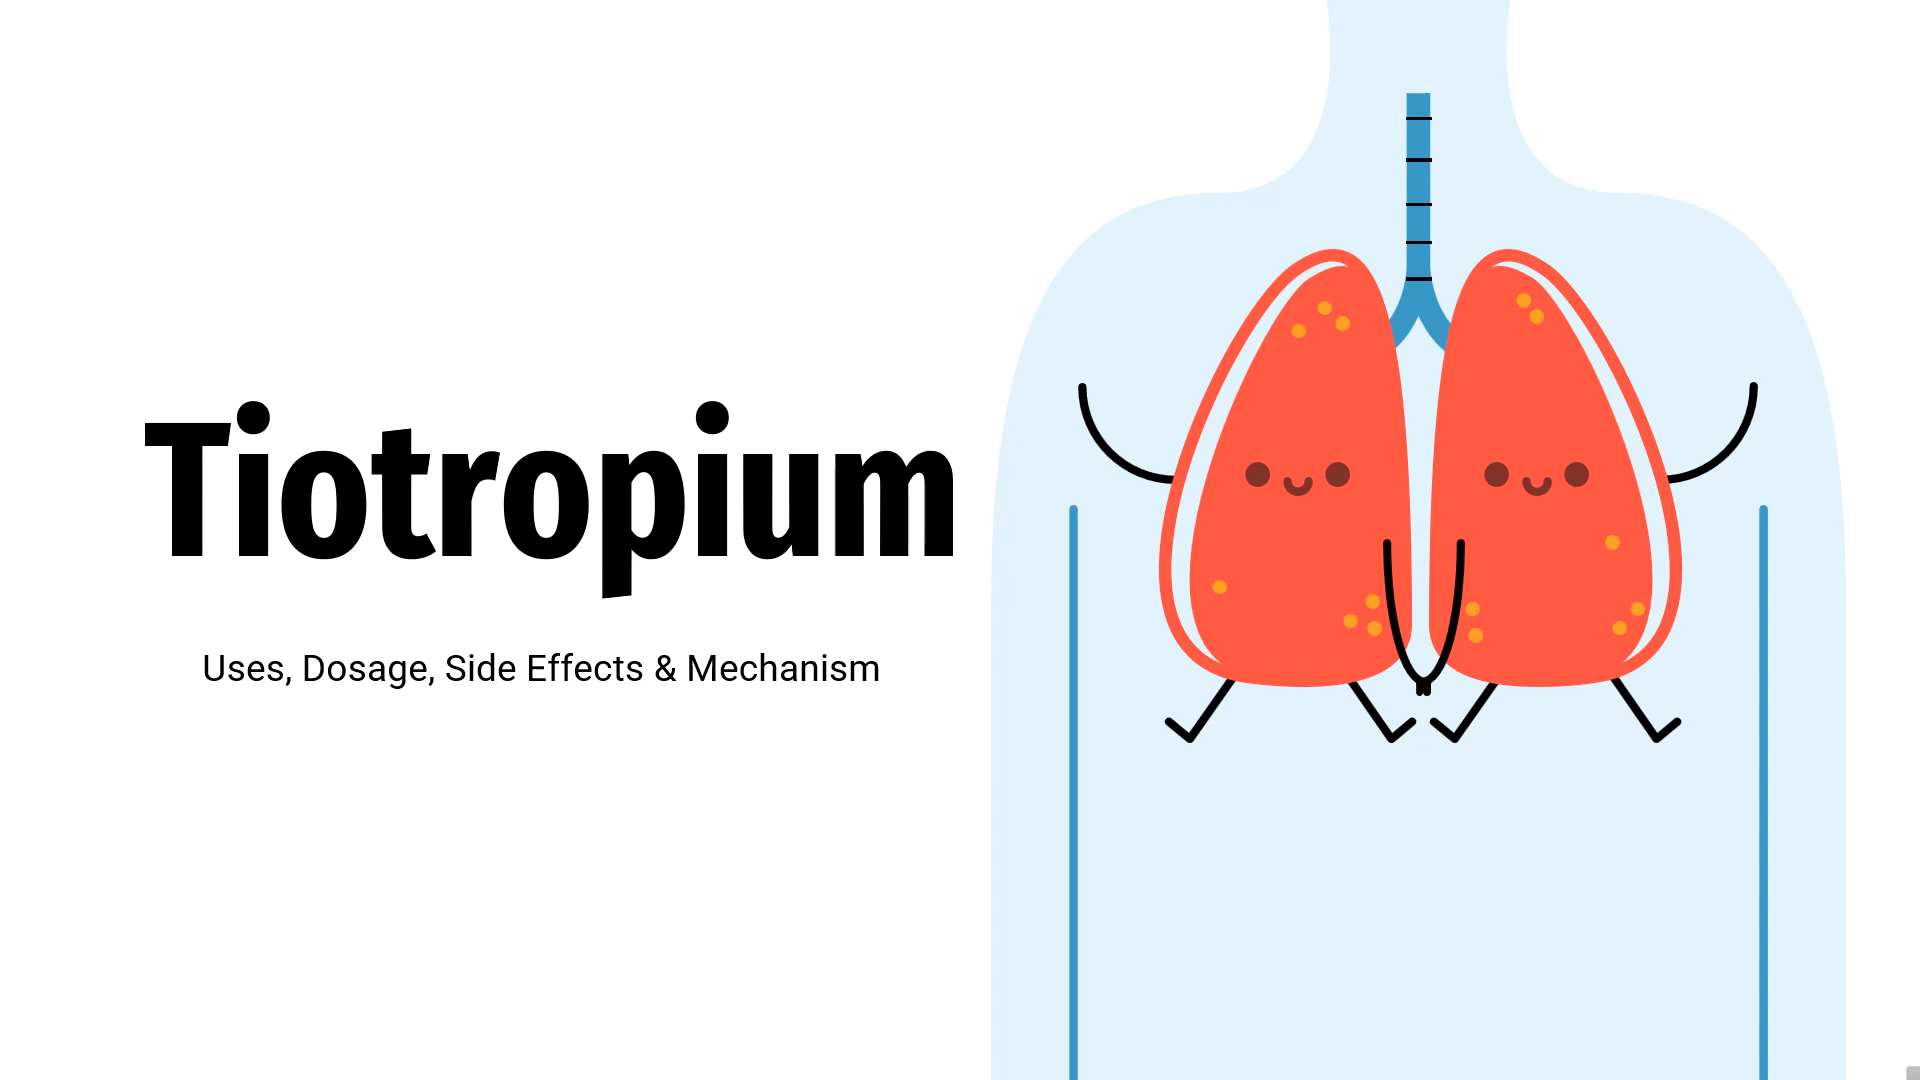 Tiotropium
Uses, Dosage, Side Effects & Mechanism